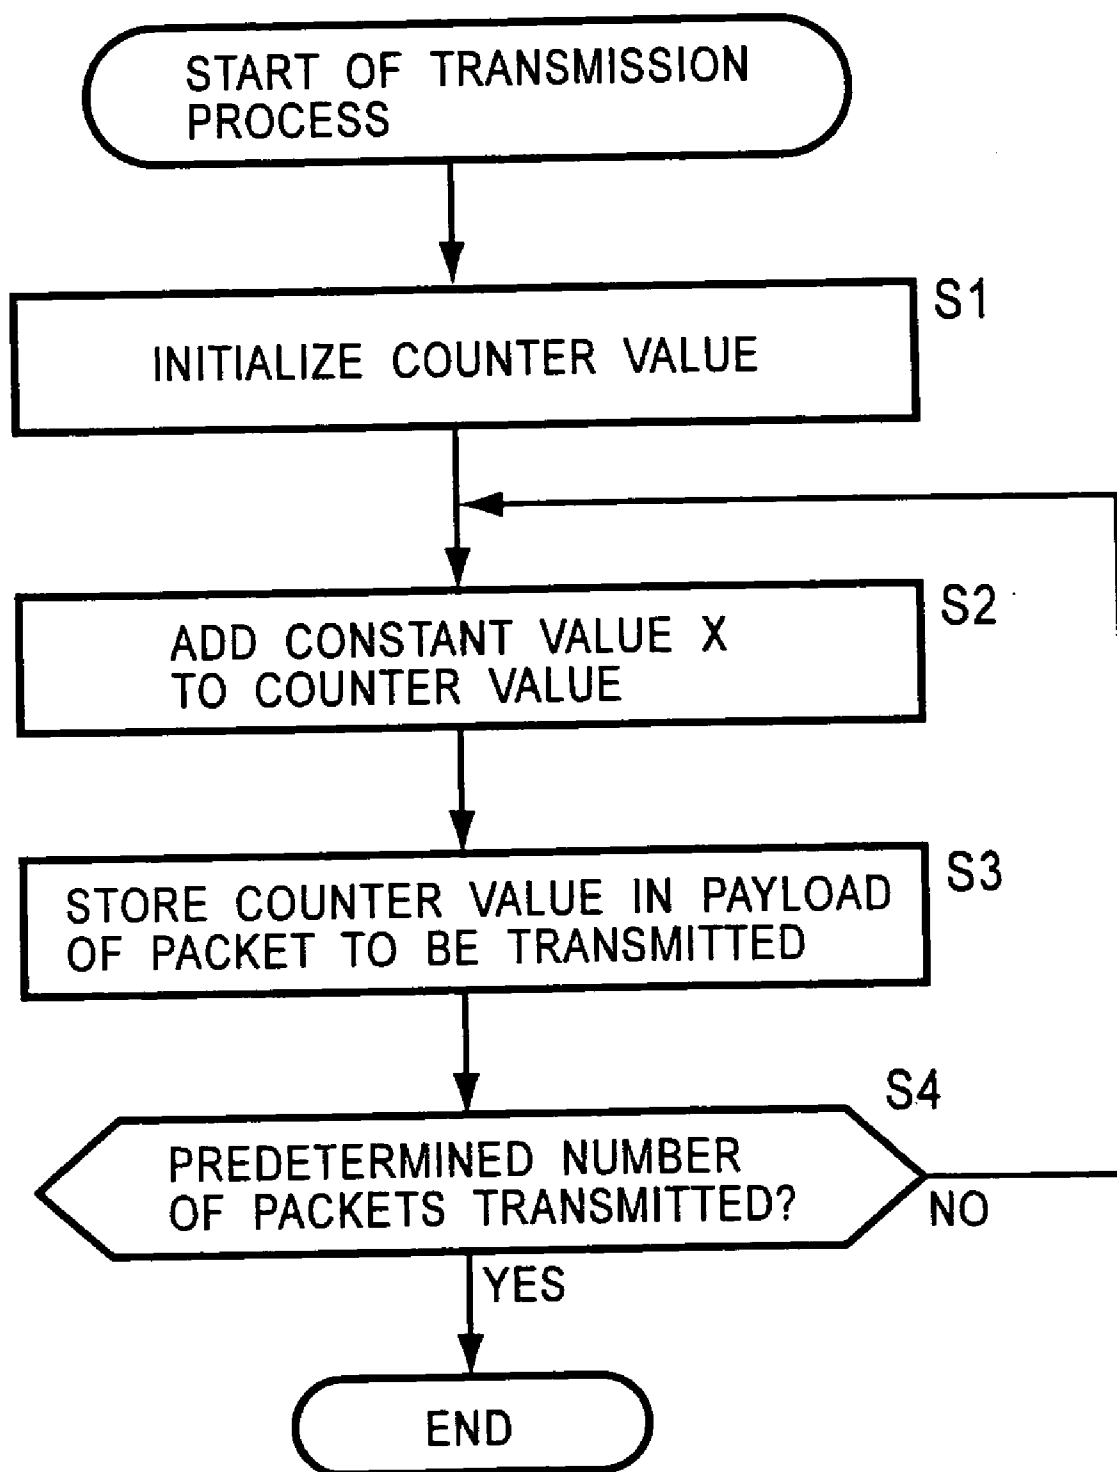 START OF TRANSMISSION
PROCESS
S1
INITIALIZE COUNTER VALUE
S2
ADD CONSTANT VALUE X
TO COUNTER VALUE
S3
STORE COUNTER VALUE IN PAYLOAD
OF PACKET TO BE TRANSMITTED
S4
PREDETERMINED NUMBER
OF PACKETS TRANSMITTED?
NO
YES
END